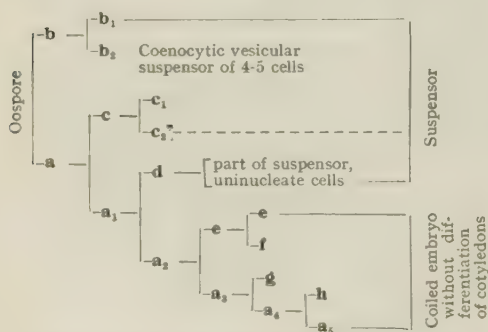 b₁
b
b₂
Coenocytic vesicular
suspensor of 4-5 cells
Oospore
c₁
c
c₂
a
d
part of suspensor,
uninucleate cells
Suspensor
a₁
e
e
f
a₂
g
a₃
h
a₄
a₅
Coiled embryo
without dif-
ferentiation
of cotyledons